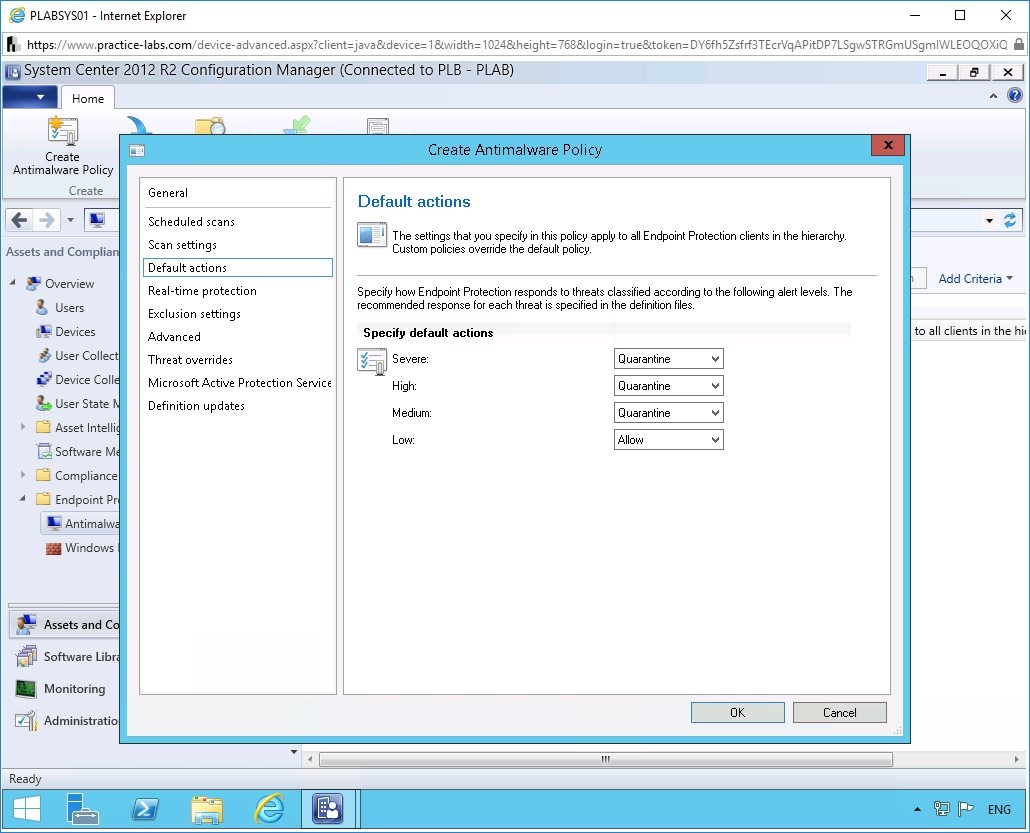 PLABSYS01 - Internet Explorer
https://www.practice-labs.com/device-advanced.aspx?client=java&device=1&width=1024&height=768&login=true&token=
System Center 2012 R2 Configuration Manager (Connected to PLB - PLAB)
Home
Create
Antimalware Policy
Create
Create Antimalware Policy
General
Scheduled scans
Scan settings
Default actions
Real-time protection
Exclusion settings
Advanced
Threat overrides
Microsoft Active Protection Service
Definition updates
Default actions
The settings that you specify in this policy apply to all Endpoint Protection clients in the hierarchy.
Custom policies override the default policy.
Specify how Endpoint Protection responds to threats classified according to the following alert levels. The
recommended response for each threat is specified in the definition files.
Specify default actions
Severe: Quarantine
High: Quarantine
Medium: Quarantine
Low: Allow
OK Cancel
Assets and Complian
Overview
Users
Devices
User Collect
Device Colle
User State M
Asset Intellig
Software Me
Compliance
Endpoint Pr
Antimalwa
Windows
Assets and Co
Software Libra
Monitoring
Administratio
Add Criteria
to all clients in the hi
Ready
ENG